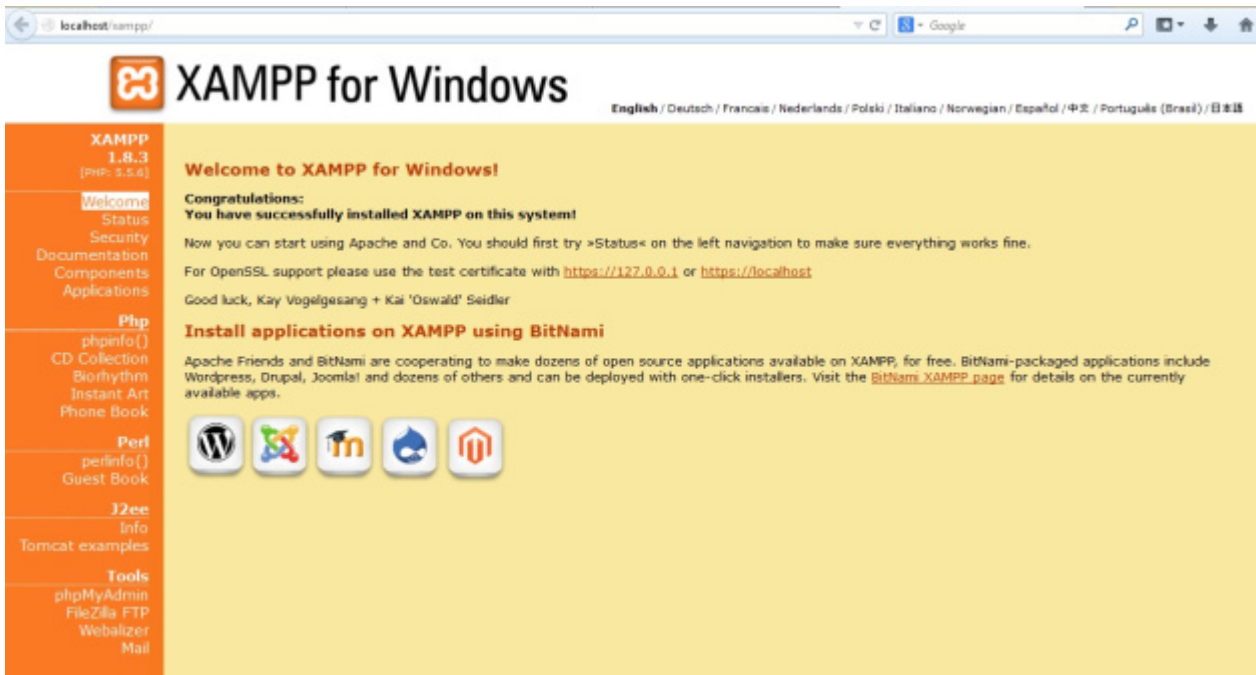 localhost/xampp/
Google
XAMPP for Windows
English / Deutsch / Francais / Nederlands / Polski / Italiano / Norwegian / Español / 中文 / Português (Brasil) / 日本語
XAMPP
1.8.3
[PHP: 5.5.6]
Welcome
Status
Security
Documentation
Components
Applications
Php
phpinfo()
CD Collection
Biorhythm
Instant Art
Phone Book
Perl
perlinfo()
Guest Book
J2ee
Info
Tomcat examples
Tools
phpMyAdmin
FileZilla FTP
Webalizer
Mail
Welcome to XAMPP for Windows!
Congratulations:
You have successfully installed XAMPP on this system!
Now you can start using Apache and Co. You should first try »Status« on the left navigation to make sure everything works fine.
For OpenSSL support please use the test certificate with https://127.0.0.1 or https://localhost
Good luck, Kay Vogelgesang + Kai 'Oswald' Seidler
Install applications on XAMPP using BitNami
Apache Friends and BitNami are cooperating to make dozens of open source applications available on XAMPP, for free. BitNami-packaged applications include
Wordpress, Drupal, Joomla! and dozens of others and can be deployed with one-click installers. Visit the BitNami XAMPP page for details on the currently
available apps.